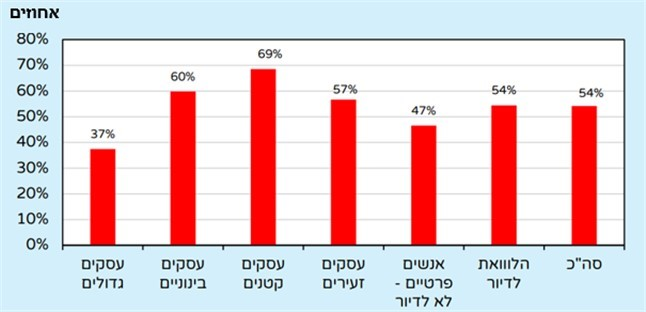 אחוזים
80%
70%
60%
50%
40%
30%
20%
10%
0%
37%
60%
69%
57%
47%
54%
54%
עסקים
גדולים
עסקים
בינוניים
עסקים
קטנים
עסקים
זעירים
אנשים
פרטיים -
לא לדיור
הלוואת
לדיור
סה"כ